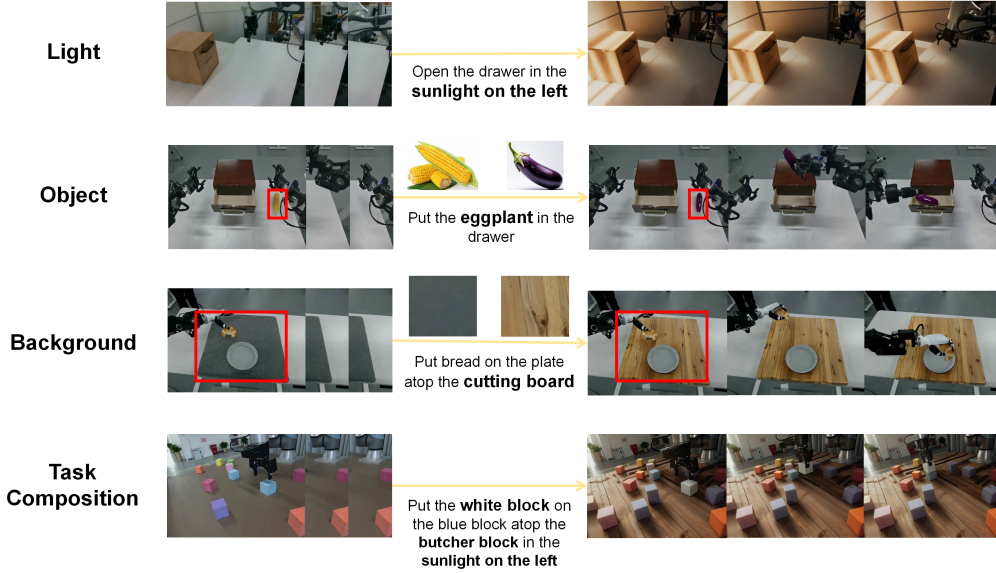 Light
Open the drawer in the
sunlight on the left
Object
Put the eggplant in the
drawer
Background
Put bread on the plate
atop the cutting board
Task
Composition
Put the white block on
the blue block atop the
butcher block in the
sunlight on the left